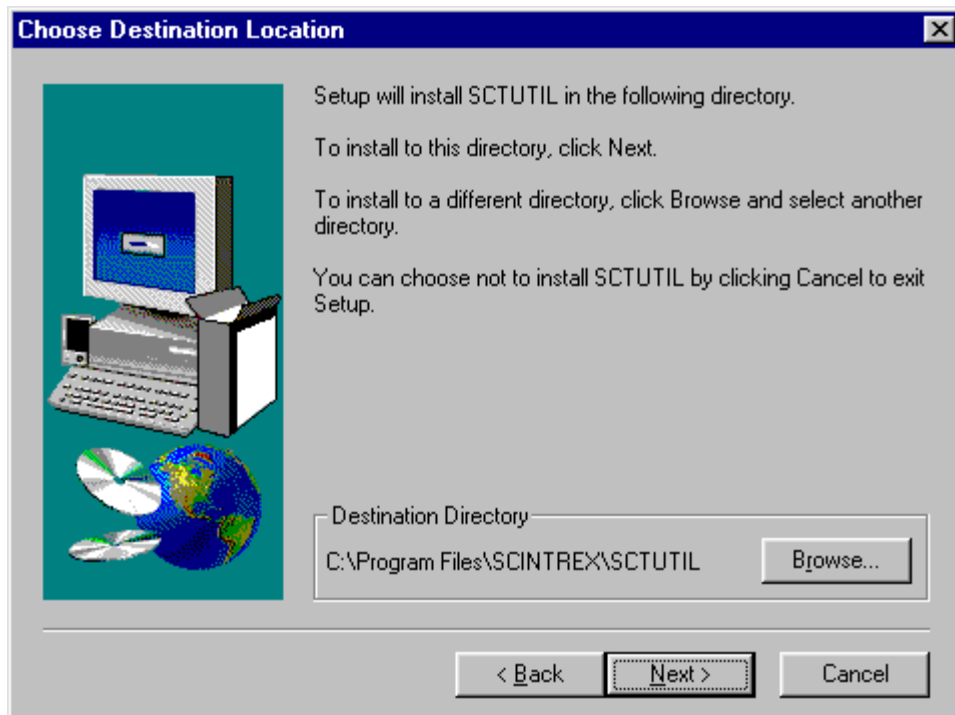 Choose Destination Location
Setup will install SCTUTIL in the following directory.
To install to this directory, click Next.
To install to a different directory, click Browse and select another
directory.
You can choose not to install SCTUTIL by clicking Cancel to exit
Setup.
Destination Directory
C:\Program Files\SCINTREX\SCTUTIL
Browse...
< Back
Next >
Cancel